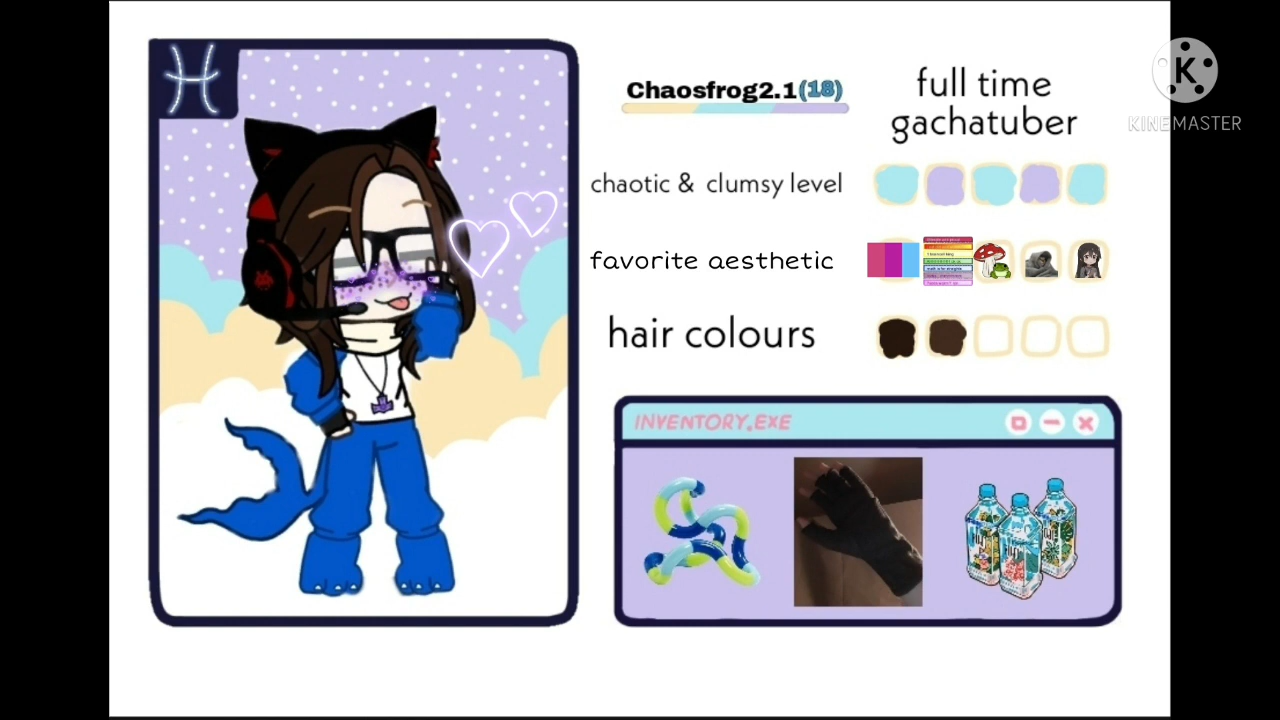 Chaosfrog2.1(18)
full time
gachatuber
chaotic & clumsy level
favorite aesthetic
hair colours
INVENTORY.EXE
K
KINEMASTER